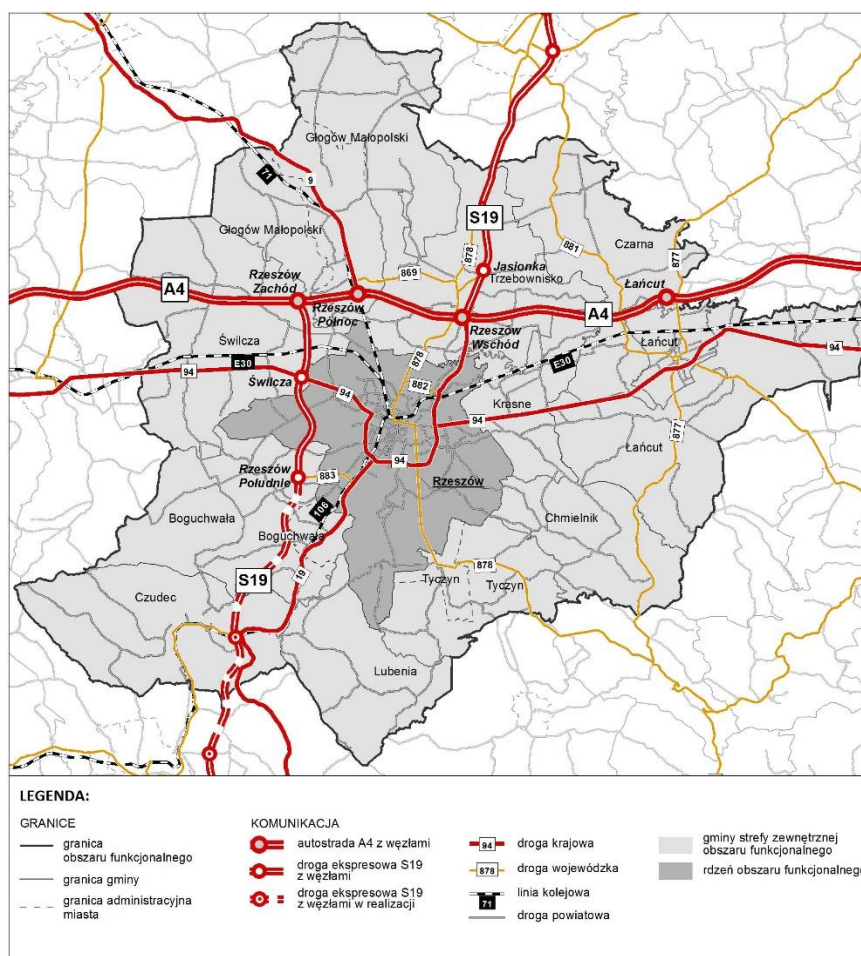 Głogów Małopolski
71
9
S19
Głogów Małopolski
878
881
Czarna
877
869
Jasionka
Trzebownisko
Rzeszów
Zachód
Łańcut
A4
Rzeszów
Północ
A4
Rzeszów
Wschód
Świlcza
878
Łańcut
94
E30
E30
94
94
882
Świlcza
94
Krasne
94
877
Łańcut
94
Rzeszów
Południe
883
Rzeszów
106
Boguchwała
Chmielnik
Boguchwała
19
878
S19
Tyczyn
Tyczyn
Czudec
Lubenia
LEGENDA:
GRANICE
granica
obszaru funkcjonalnego
granica gminy
granica administracyjna
miasta
KOMUNIKACJA
autostrada A4 z węzłami
droga ekspresowa S19
z węzłami
droga ekspresowa S19
z węzłami w realizacji
94
droga krajowa
878
droga wojewódzka
linia kolejowa
71
droga powiatowa
gminy strefy zewnętrznej
obszaru funkcjonalnego
rdzeń obszaru funkcjonalnego